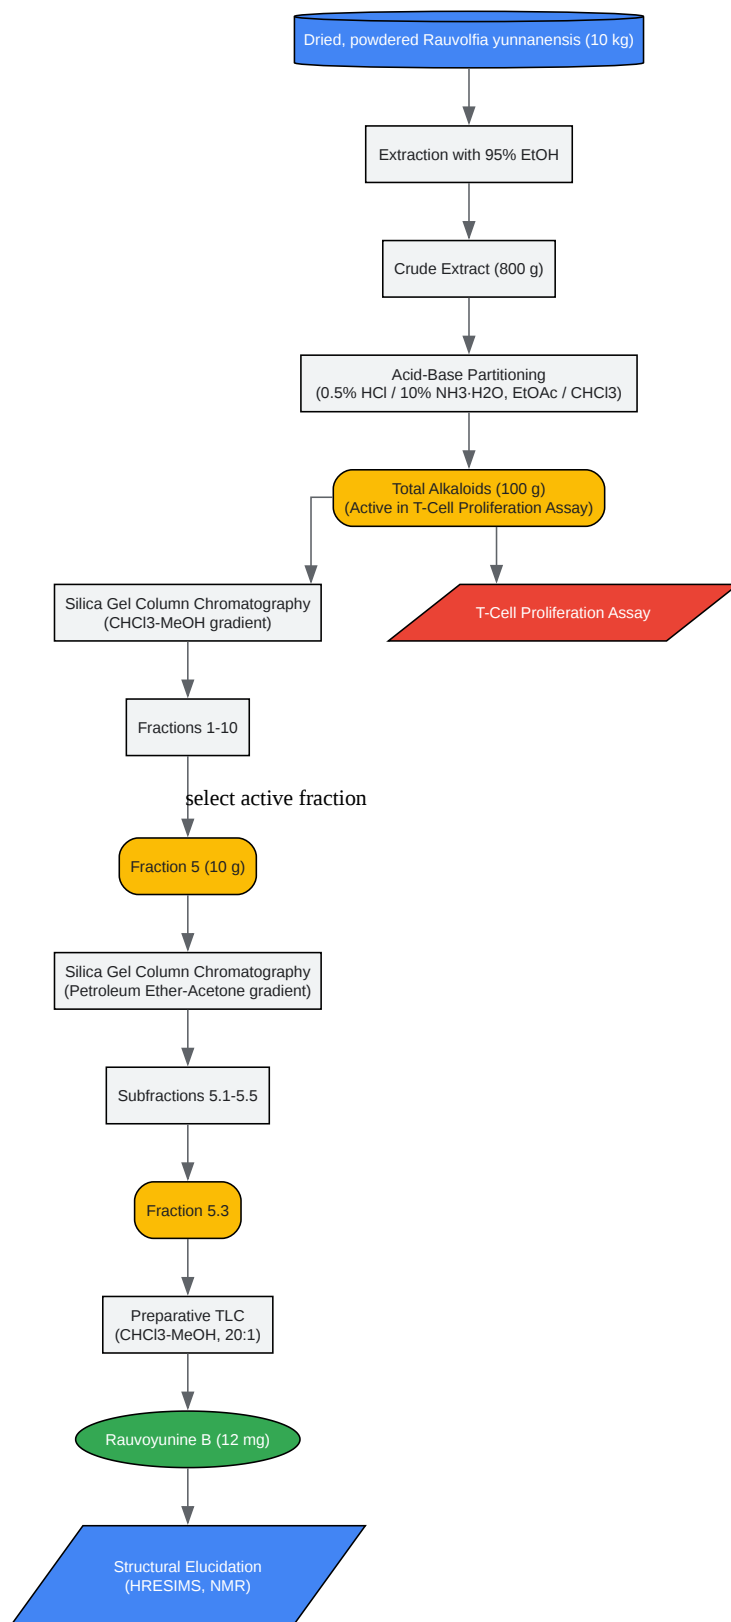 Dried, powdered Rauvolfia yunnanensis (10 kg)
Extraction with 95% EtOH
Crude Extract (800 g)
Acid-Base Partitioning
(0.5% HCl / 10% NH3·H2O, EtOAc / CHCl3)
Total Alkaloids (100 g)
(Active in T-Cell Proliferation Assay)
Silica Gel Column Chromatography
(CHCl3-MeOH gradient)
T-Cell Proliferation Assay
Fractions 1-10
select active fraction
Fraction 5 (10 g)
Silica Gel Column Chromatography
(Petroleum Ether-Acetone gradient)
Subfractions 5.1-5.5
Fraction 5.3
Preparative TLC
(CHCl3-MeOH, 20:1)
Rauvoyunine B (12 mg)
Structural Elucidation
(HRESIMS, NMR)